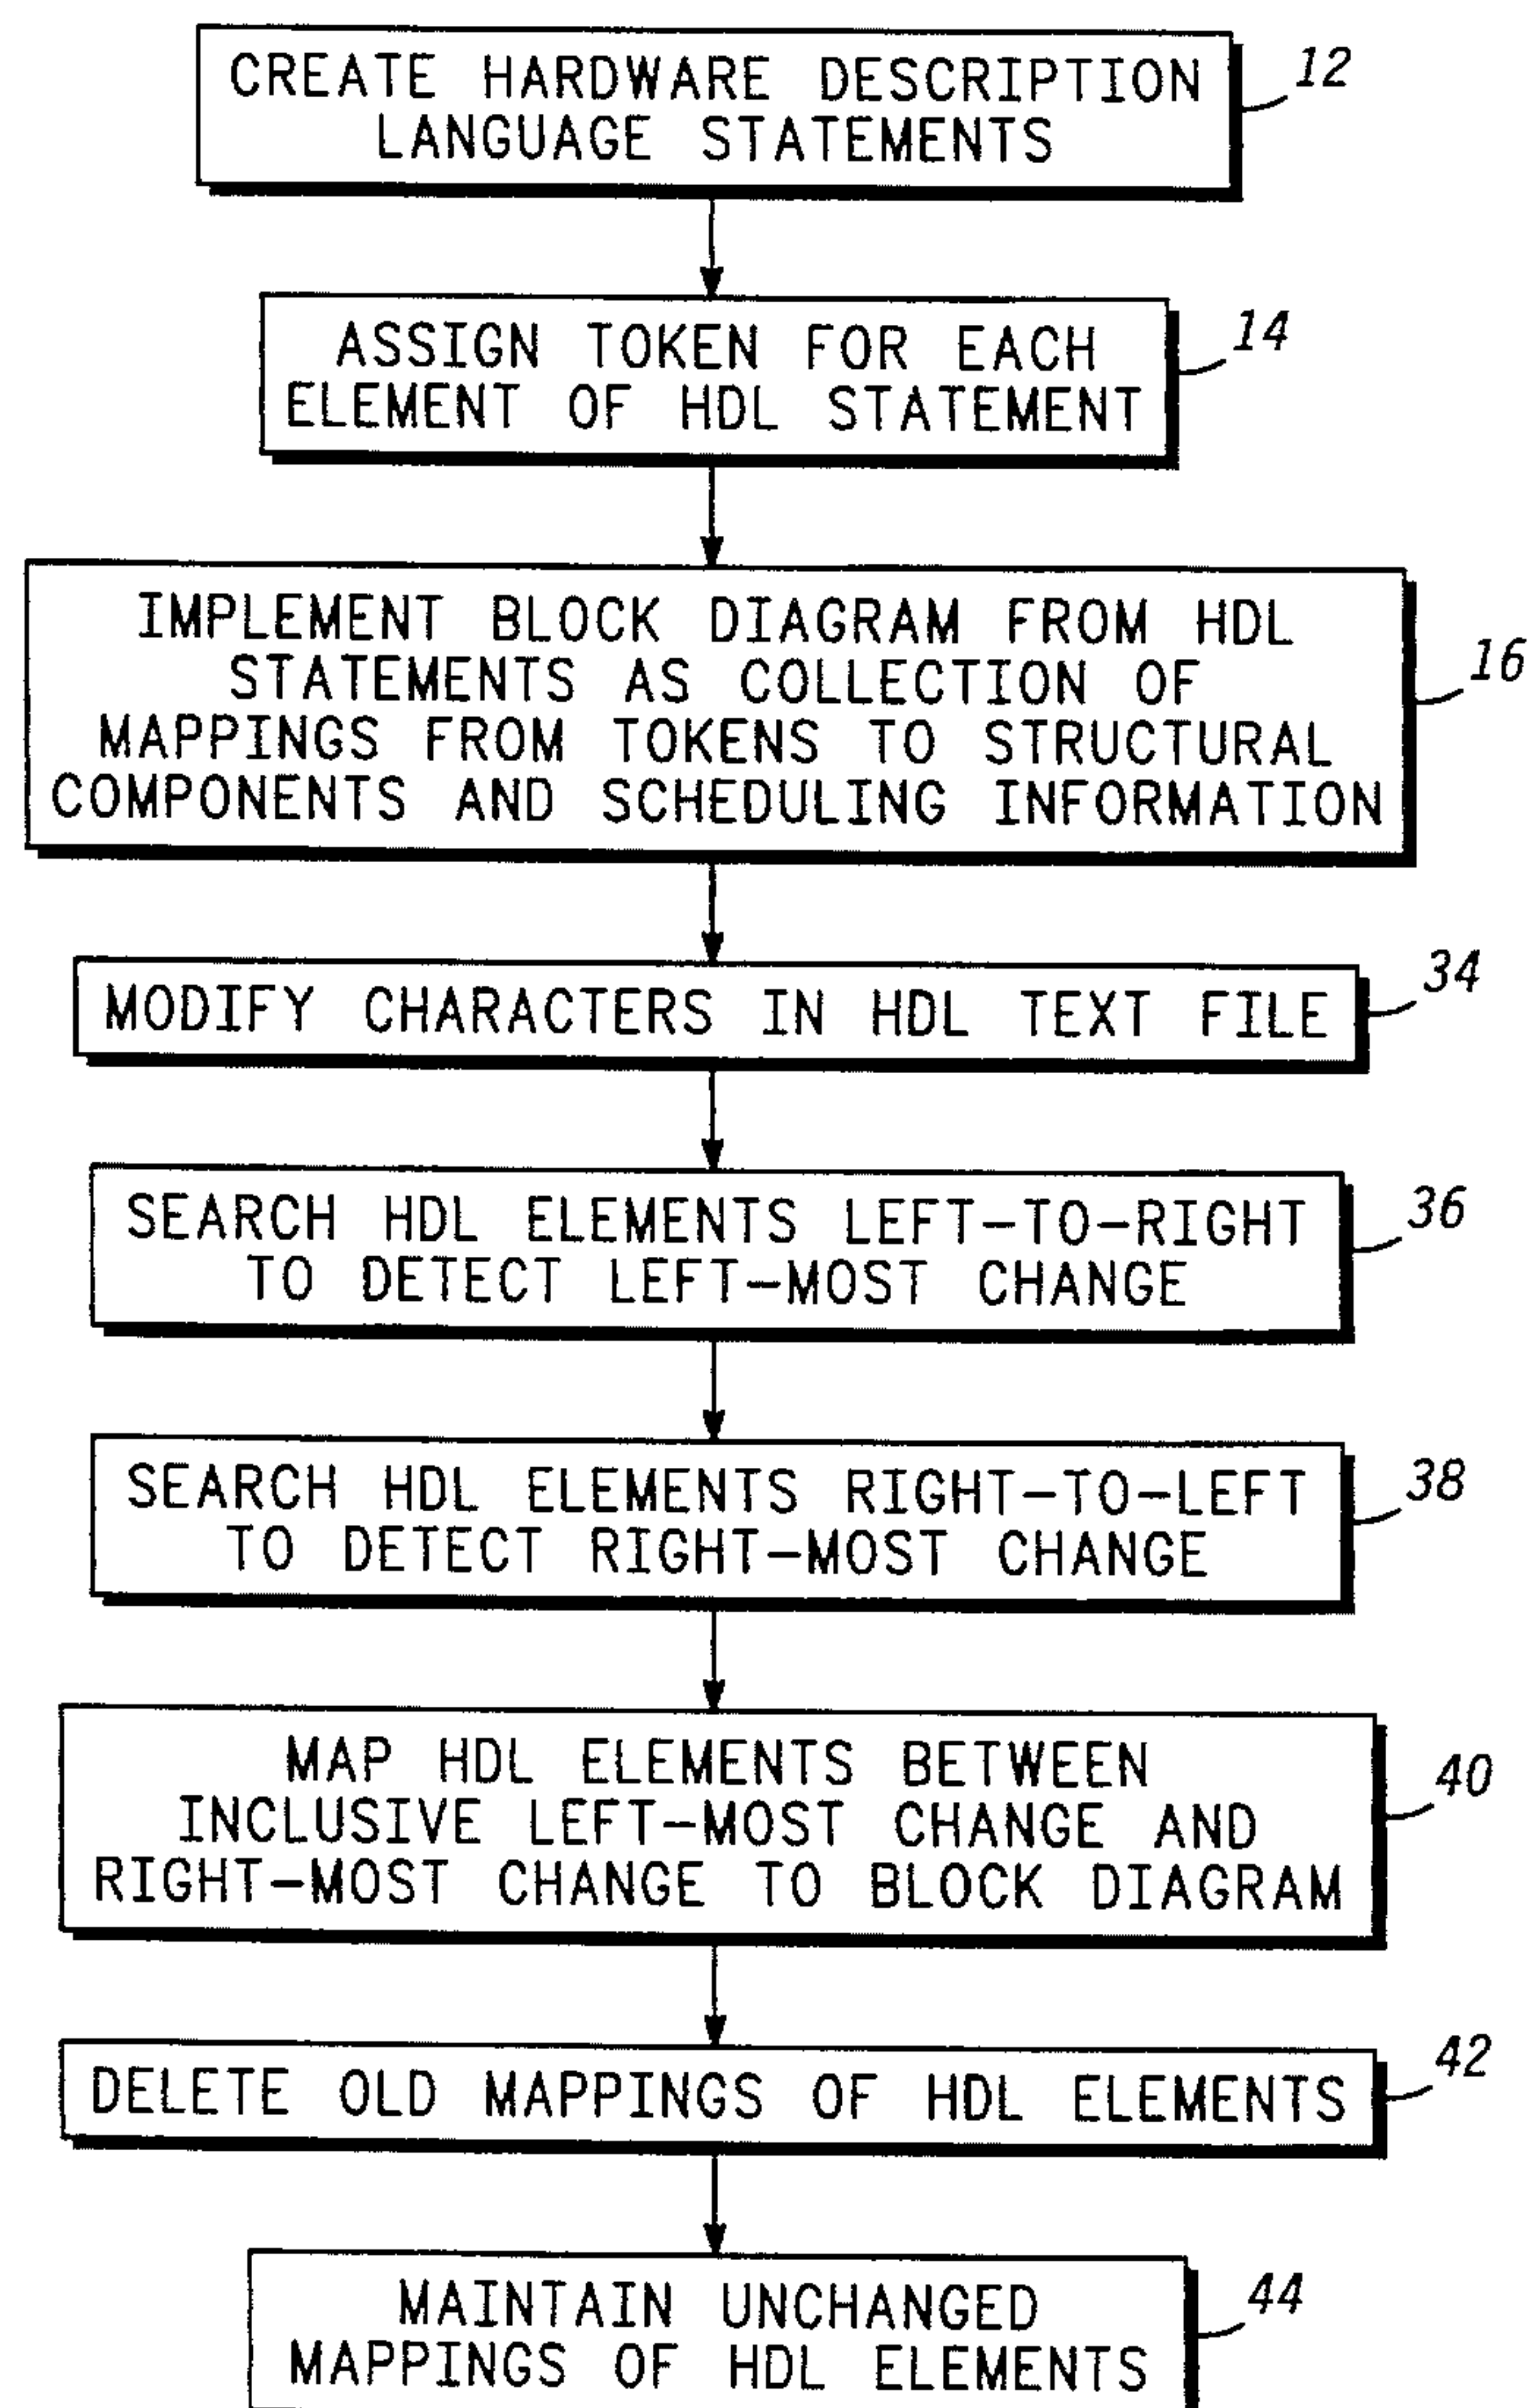 CREATE HARDWARE DESCRIPTION
LANGUAGE STATEMENTS
12
ASSIGN TOKEN FOR EACH
ELEMENT OF HDL STATEMENT
14
IMPLEMENT BLOCK DIAGRAM FROM HDL
STATEMENTS AS COLLECTION OF
MAPPINGS FROM TOKENS TO STRUCTURAL
COMPONENTS AND SCHEDULING INFORMATION
16
MODIFY CHARACTERS IN HDL TEXT FILE
34
SEARCH HDL ELEMENTS LEFT-TO-RIGHT
TO DETECT LEFT-MOST CHANGE
36
SEARCH HDL ELEMENTS RIGHT-TO-LEFT
TO DETECT RIGHT-MOST CHANGE
38
MAP HDL ELEMENTS BETWEEN
INCLUSIVE LEFT-MOST CHANGE AND
RIGHT-MOST CHANGE TO BLOCK DIAGRAM
40
DELETE OLD MAPPINGS OF HDL ELEMENTS
42
MAINTAIN UNCHANGED
MAPPINGS OF HDL ELEMENTS
44